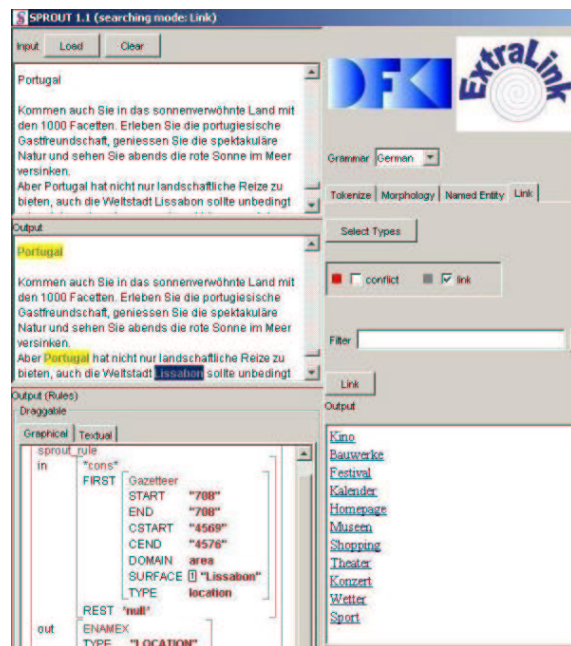 SPROUT 1.1 (searching mode: Link)
Input Load Clear
Portugal
Kommen auch Sie in das sonnenverwöhnte Land mit
den 1000 Facetten. Erleben Sie die portugiesische
Gastfreundschaft, geniessen Sie die spektakuläre
Natur und sehen Sie abends die rote Sonne im Meer
versinken.
Aber Portugal hat nicht nur landschaftliche Reize zu
bieten, auch die Weltstadt Lissabon sollte unbedingt
Output
Portugal
Kommen auch Sie in das sonnenverwöhnte Land mit
den 1000 Facetten. Erleben Sie die portugiesische
Gastfreundschaft, geniessen Sie die spektakuläre
Natur und sehen Sie abends die rote Sonne im Meer
versinken.
Aber Portugal hat nicht nur landschaftliche Reize zu
bieten, auch die Weltstadt Lissabon sollte unbedingt
Output (Rules)
Draggable
Graphical Textual
sprout_rule
in *cons*
FIRST Gazetteer
START "708"
END "708"
CSTART "4569"
CEND "4576"
DOMAIN area
SURFACE 1 "Lissabon"
TYPE location
REST *null*
out ENAMEX
TYPE "LOCATION"
DFKI
ExtraLink
Grammar German
Tokenize Morphology Named Entity Link
Select Types
conflict link
Filter
Link
Output
Kino
Bauwerke
Festival
Kalender
Homepage
Museen
Shopping
Theater
Konzert
Wetter
Sport